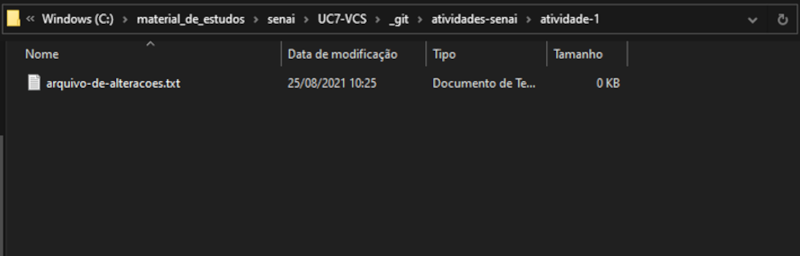 « Windows (C:) > material_de_estudos > senai > UC7-VCS > _git > atividades-senai > atividade-1
Nome Data de modificação Tipo Tamanho
arquivo-de-alteracoes.txt 25/08/2021 10:25 Documento de Te... 0 KB